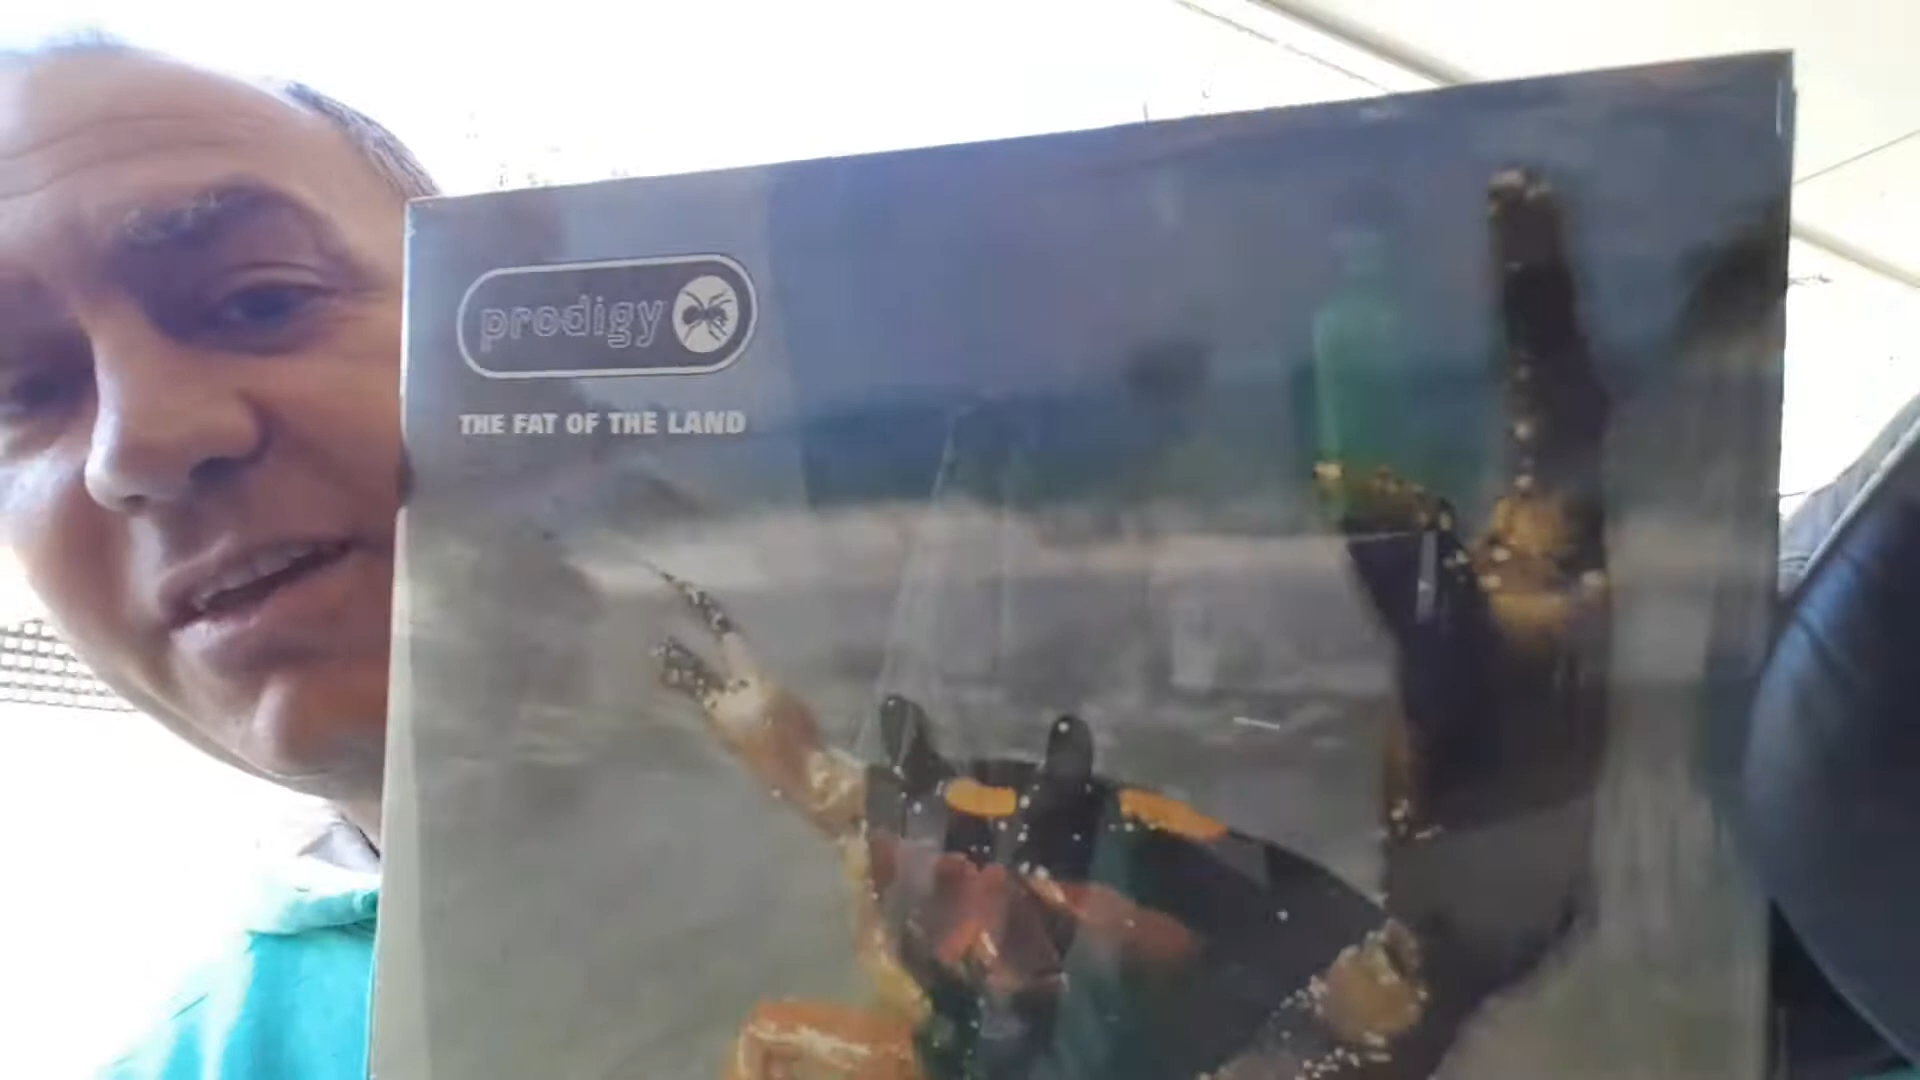 prodigy
THE FAT OF THE LAND